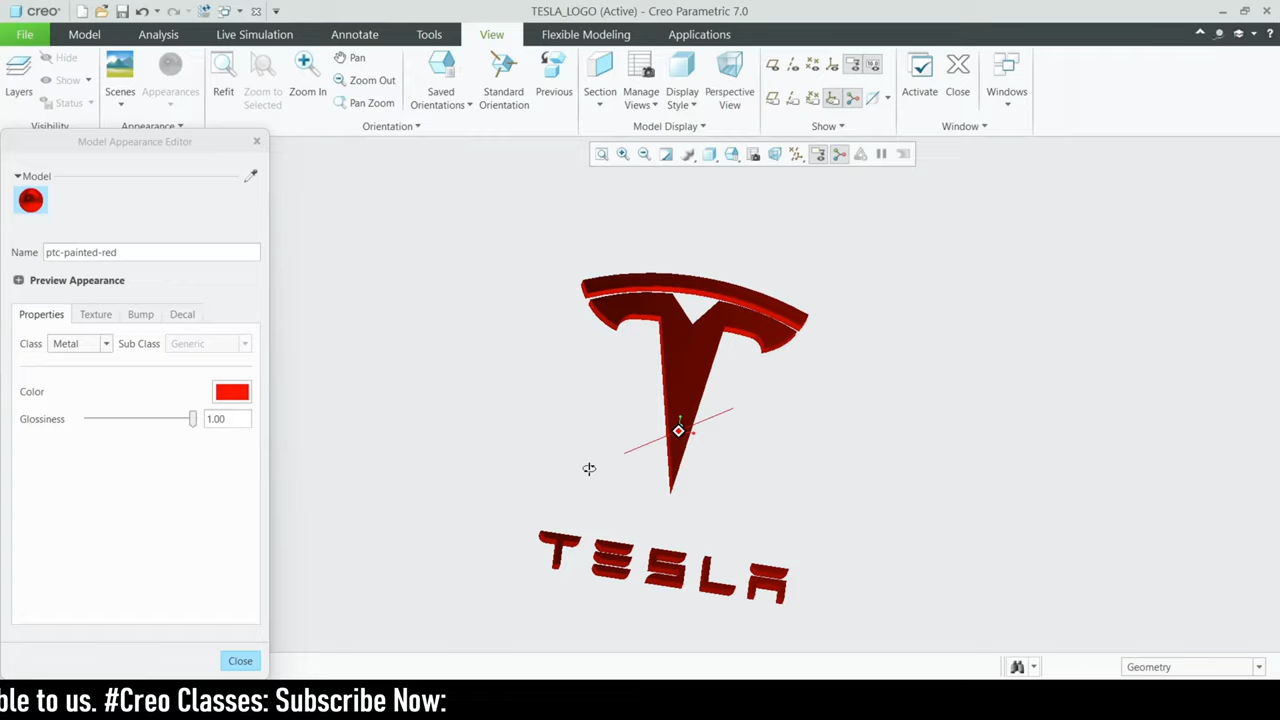 creo
TESLA_LOGO (Active) - Creo Parametric 7.0
File Model Analysis Live Simulation Annotate Tools View Flexible Modeling Applications
Layers
Hide
Show
Status
Visibility
Scenes
Appearances
Appearance
Refit
Zoom to Selected
Zoom In
Pan
Zoom Out
Pan Zoom
Saved Orientations
Standard Orientation
Previous
Orientation
Section
Manage Views
Display Style
Perspective View
Model Display
Show
Activate
Close
Windows
Window
Model Appearance Editor
Model
Name ptc-painted-red
Preview Appearance
Properties Texture Bump Decal
Class Metal Sub Class Generic
Color
Glossiness 1.00
Close
TESLA
Geometry
ble to us. #Creo Classes: Subscribe Now: